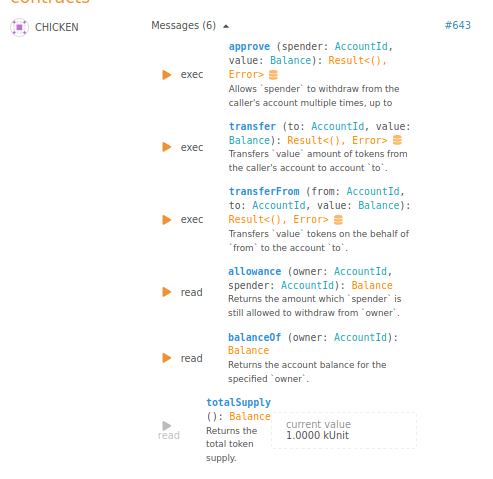 contracts
CHICKEN
Messages (6)
#643
approve (spender: AccountId,
value: Balance): Result<(),
Error>
exec
Allows `spender` to withdraw from the
caller's account multiple times, up to
transfer (to: AccountId, value:
Balance): Result<(), Error>
exec
Transfers `value` amount of tokens from
the caller's account to account `to`.
transferFrom (from: AccountId,
to: AccountId, value: Balance):
Result<(), Error>
exec
Transfers `value` tokens on the behalf of
`from` to the account `to`.
allowance (owner: AccountId,
spender: AccountId): Balance
read
Returns the amount which `spender` is
still allowed to withdraw from `owner`.
balanceOf (owner: AccountId):
Balance
read
Returns the account balance for the
specified `owner`.
totalSupply
(): Balance
read
Returns the
total token
supply.
current value
1.0000 kUnit